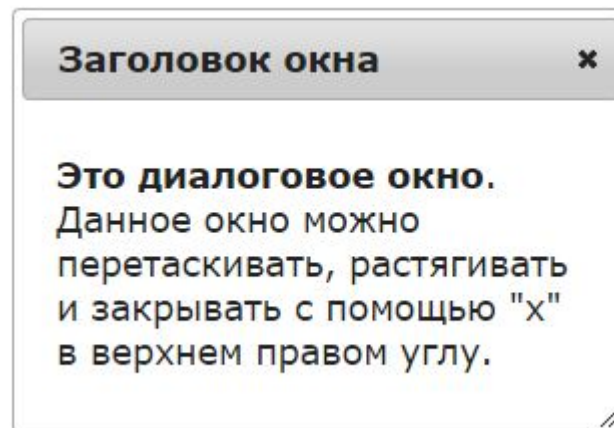 Заголовок окна
Это диалоговое окно.
Данное окно можно
перетаскивать, растягивать
и закрывать с помощью "x"
в верхнем правом углу.